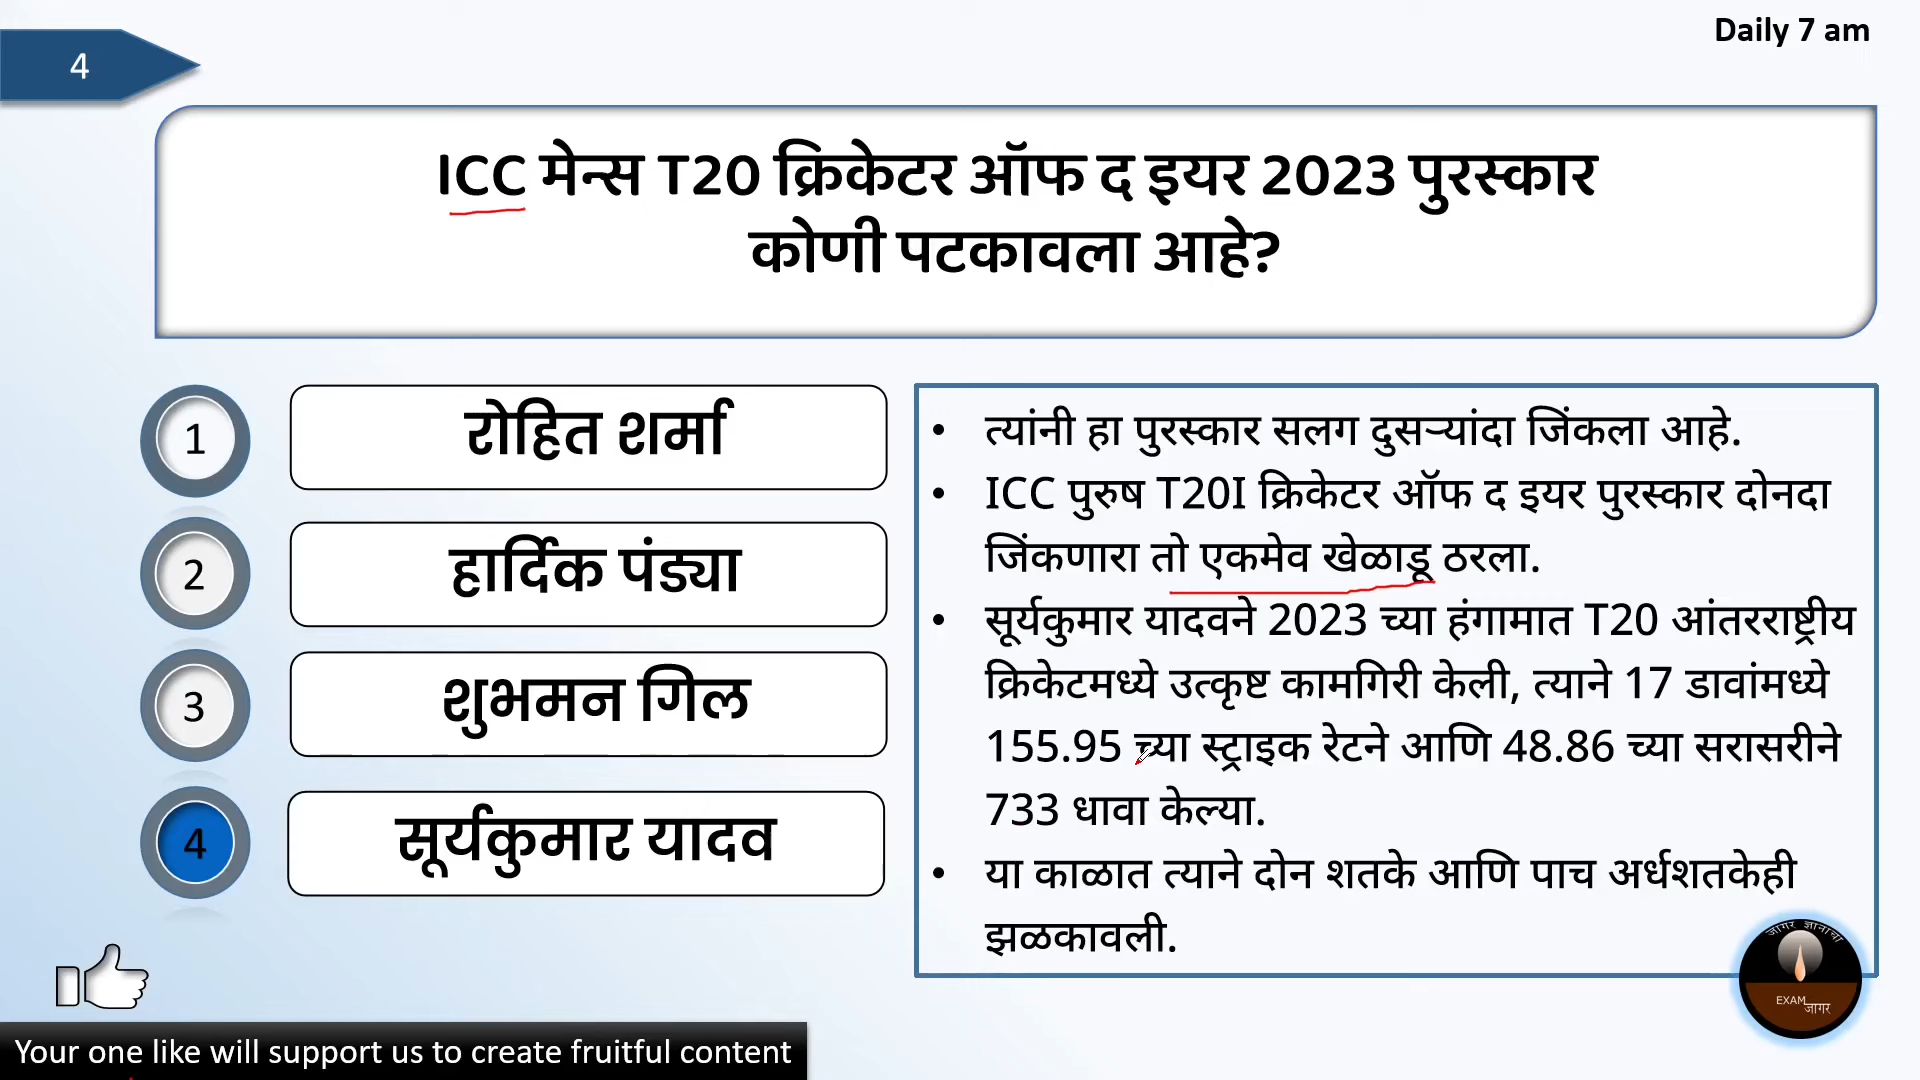 Daily 7 am
4
ICC मेन्स T20 क्रिकेटर ऑफ द इयर 2023 पुरस्कार
कोणी पटकावला आहे?
1
रोहित शर्मा
2
हार्दिक पंड्या
3
शुभमन गिल
4
सूर्यकुमार यादव
• त्यांनी हा पुरस्कार सलग दुसऱ्यांदा जिंकला आहे.
• ICC पुरुष T20I क्रिकेटर ऑफ द इयर पुरस्कार दोनदा
जिंकणारा तो एकमेव खेळाडू ठरला.
• सूर्यकुमार यादवने 2023 च्या हंगामात T20 आंतरराष्ट्रीय
क्रिकेटमध्ये उत्कृष्ट कामगिरी केली, त्याने 17 डावांमध्ये
155.95 च्या स्ट्राइक रेटने आणि 48.86 च्या सरासरीने
733 धावा केल्या.
• या काळात त्याने दोन शतके आणि पाच अर्धशतकेही
झळकावली.
जागर ज्ञानाचा
EXAM
जागर
Your one like will support us to create fruitful content